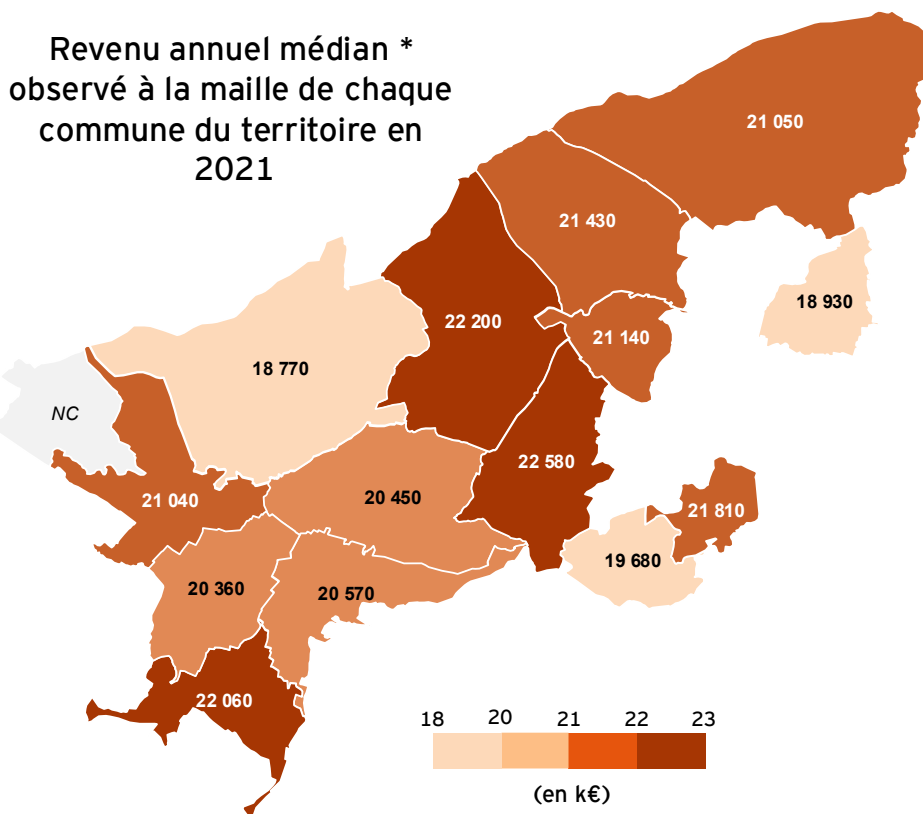 Revenu annuel médian *
observé à la maille de chaque
commune du territoire en
2021
21 050
21 430
18 930
22 200
21 140
18 770
NC
22 580
21 040
20 450
21 810
19 680
20 360
20 570
22 060
18 20 21 22 23
(en k€)